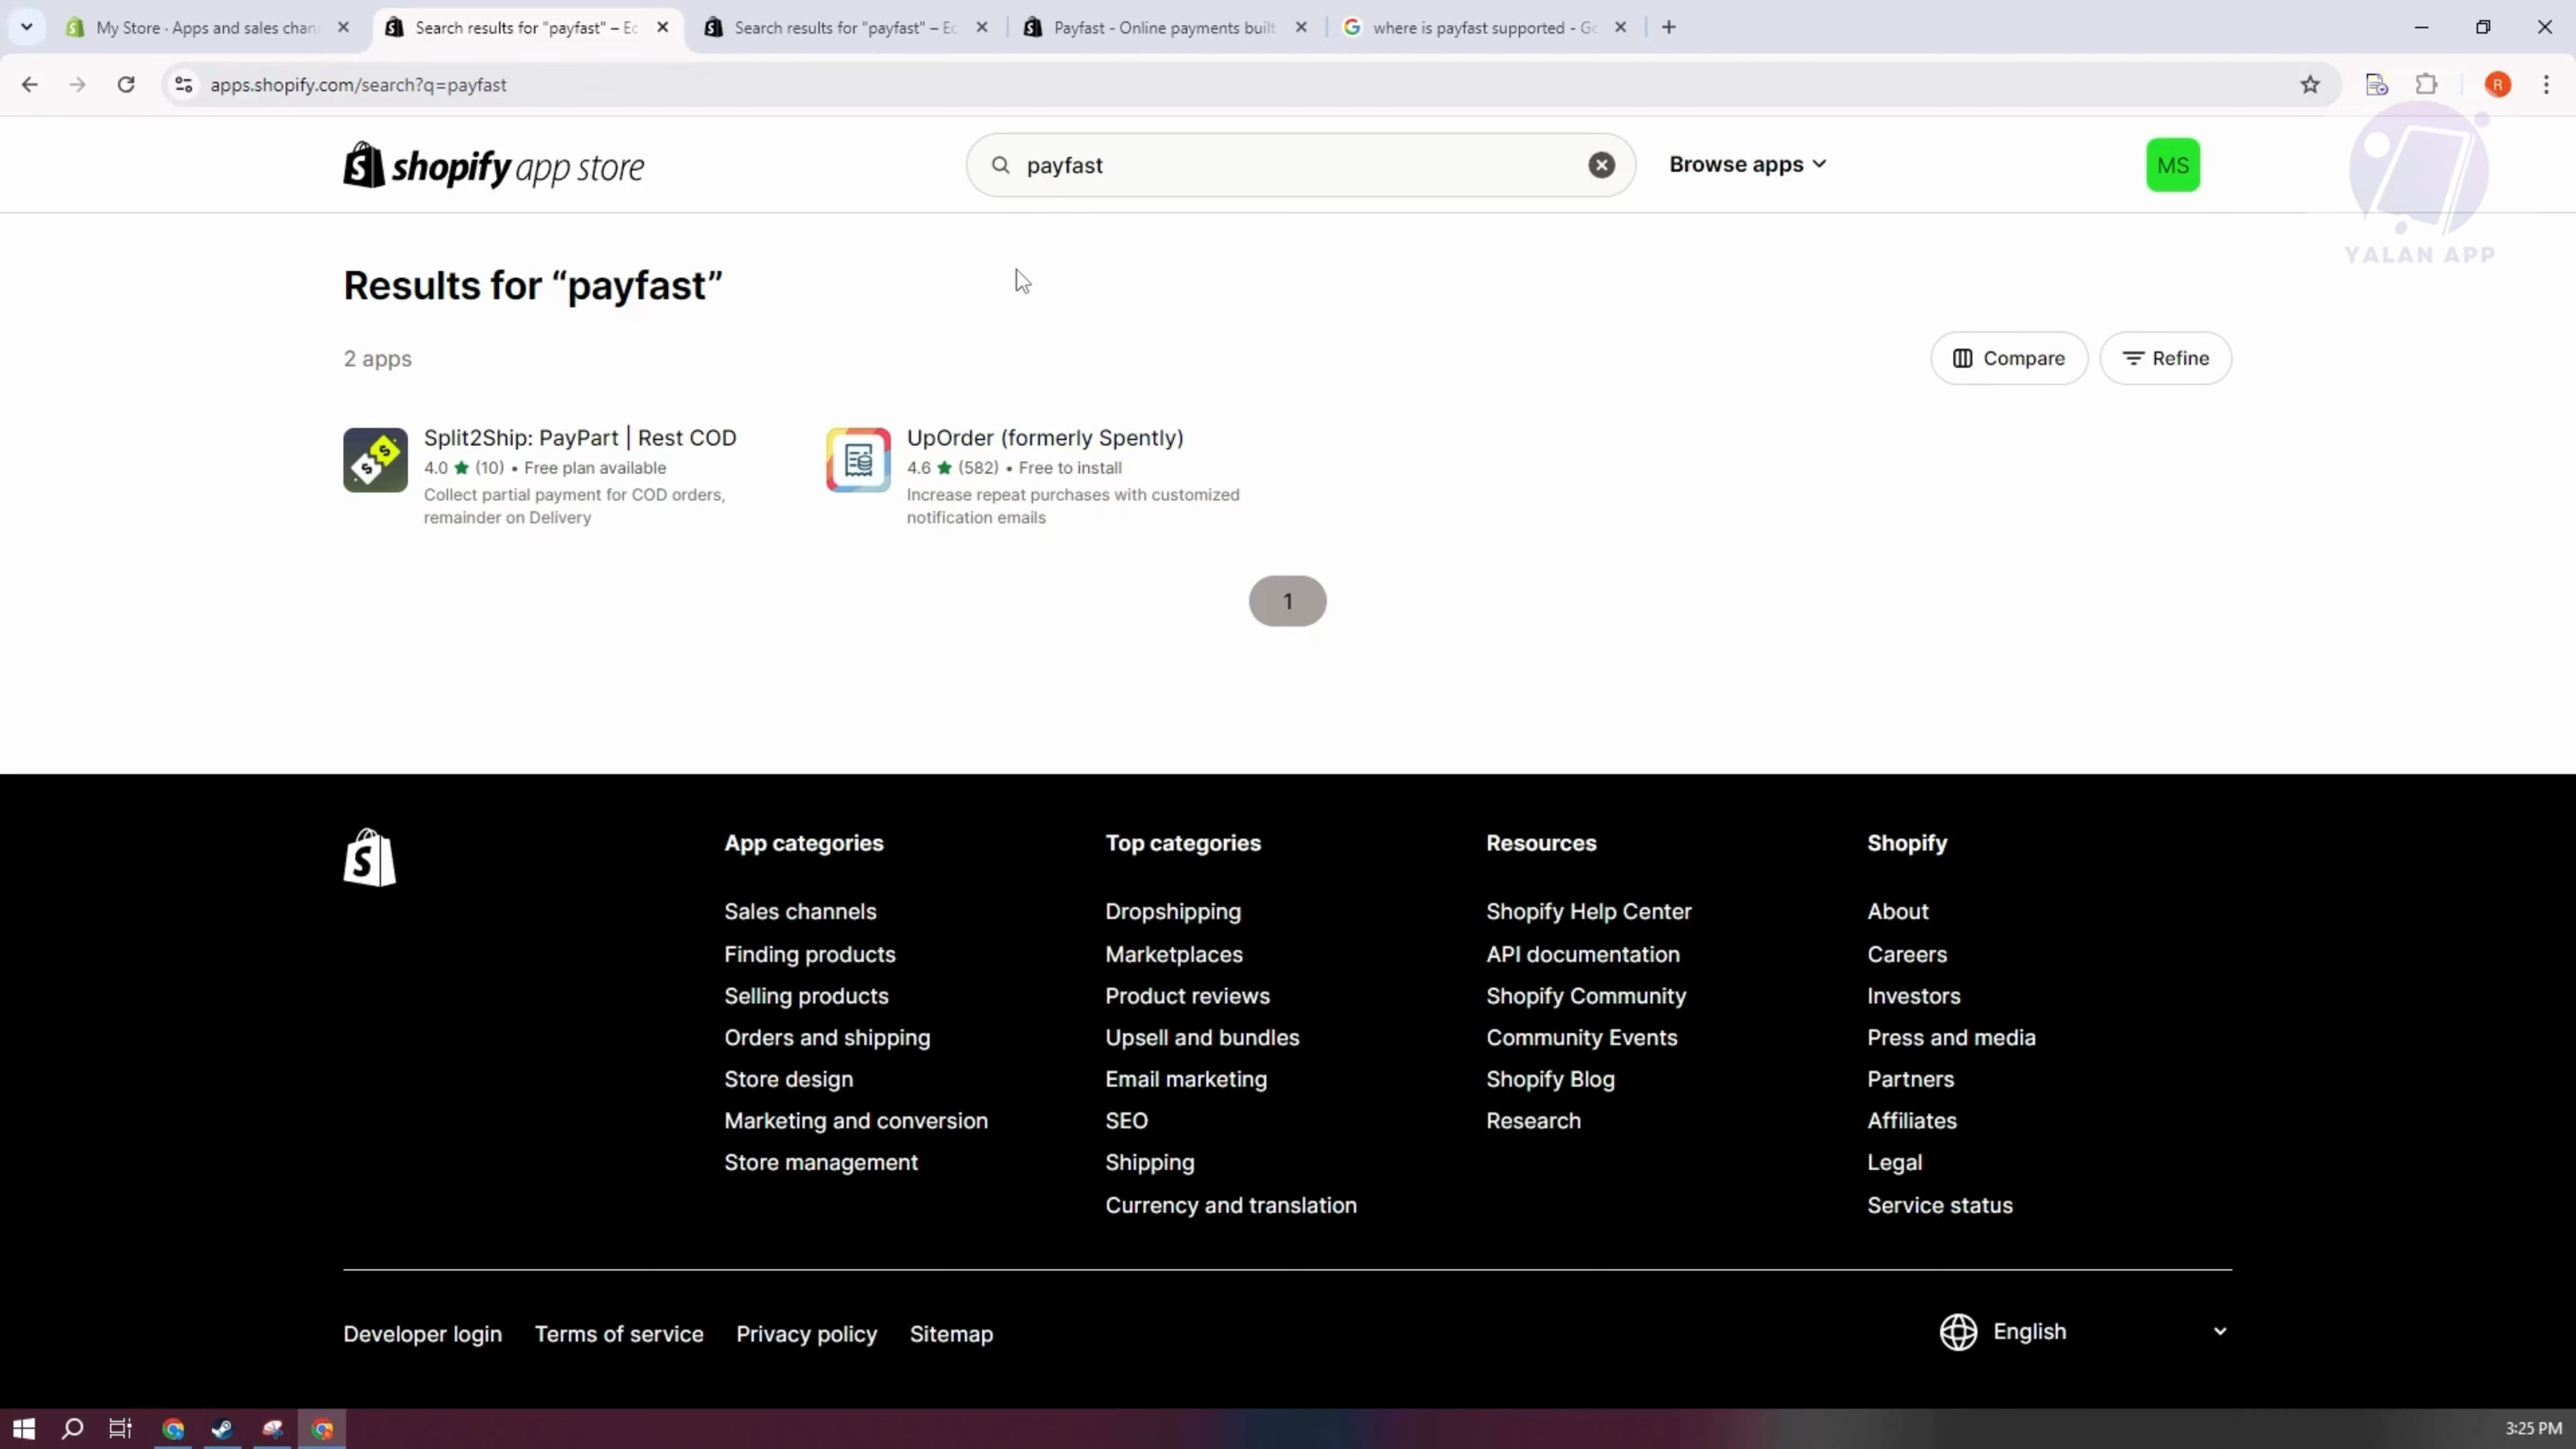 My Store · Apps and sales chan
Search results for "payfast" – Ec
Search results for "payfast" – Ec
Payfast - Online payments built
where is payfast supported - Go
apps.shopify.com/search?q=payfast
R
shopify app store
payfast
Browse apps
MS
YALAN APP
Results for “payfast”
2 apps
Compare
Refine
Split2Ship: PayPart | Rest COD
4.0 ★ (10) • Free plan available
Collect partial payment for COD orders,
remainder on Delivery
UpOrder (formerly Spently)
4.6 ★ (582) • Free to install
Increase repeat purchases with customized
notification emails
1
App categories
Sales channels
Finding products
Selling products
Orders and shipping
Store design
Marketing and conversion
Store management
Top categories
Dropshipping
Marketplaces
Product reviews
Upsell and bundles
Email marketing
SEO
Shipping
Currency and translation
Resources
Shopify Help Center
API documentation
Shopify Community
Community Events
Shopify Blog
Research
Shopify
About
Careers
Investors
Press and media
Partners
Affiliates
Legal
Service status
Developer login
Terms of service
Privacy policy
Sitemap
English
3:25 PM